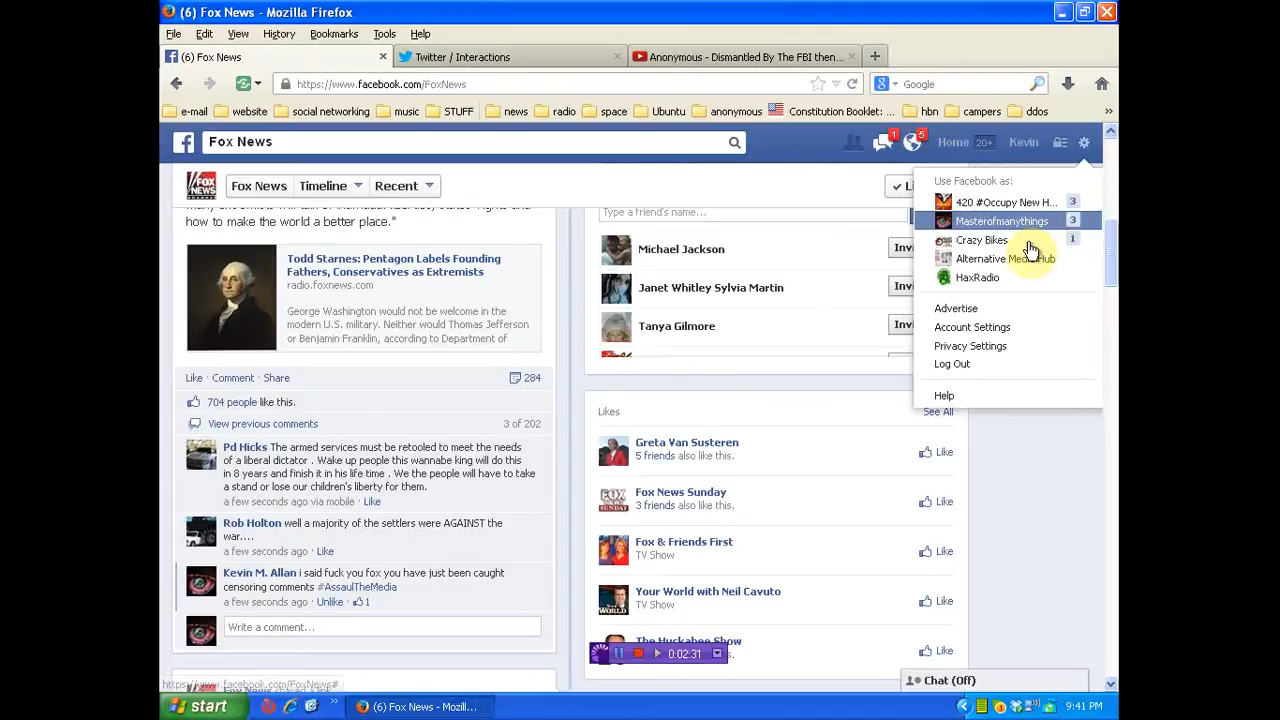 (6) Fox News - Mozilla Firefox
File Edit View History Bookmarks Tools Help
(6) Fox News
Twitter / Interactions
Anonymous - Dismantled By The FBI then...
https://www.facebook.com/FoxNews
Google
e-mail website social networking music STUFF news radio space Ubuntu anonymous Constitution Booklet:... hbn campers ddos »
Fox News
1 5
Home 20+ Kevin
Fox News Timeline Recent
how to make the world a better place."
Todd Starnes: Pentagon Labels Founding
Fathers, Conservatives as Extremists
radio.foxnews.com
George Washington would not be welcome in the
modern U.S. military. Neither would Thomas Jefferson
or Benjamin Franklin, according to Department of
Like · Comment · Share
284
704 people like this.
View previous comments
3 of 202
Pd Hicks The armed services must be retooled to meet the needs
of a liberal dictator . Wake up people this wannabe king will do this
in 8 years and finish it in his life time . We the people will have to take
a stand or lose our children's liberty for them.
a few seconds ago via mobile · Like
Rob Holton well a majority of the settlers were AGAINST the
war....
a few seconds ago · Like
Kevin M. Allan i said fuck you fox you have just been caught
censoring comments #AssaulTheMedia
a few seconds ago · Unlike · 1
Write a comment...
Type a friend's name...
Michael Jackson
Janet Whitley Sylvia Martin
Tanya Gilmore
Likes
See All
Greta Van Susteren
5 friends also like this.
Like
Fox News Sunday
3 friends also like this.
Like
Fox & Friends First
TV Show
Like
Your World with Neil Cavuto
TV Show
Like
The Huckabee Show
Like
0:02:31
Use Facebook as:
420 #Occupy New H... 3
Masterofmanythings 3
Crazy Bikes 1
Alternative Media Hub
HaxRadio
Advertise
Account Settings
Privacy Settings
Log Out
Help
Chat (Off)
https://www.facebook.com/FoxNews#
start
(6) Fox News - Mozill...
9:41 PM